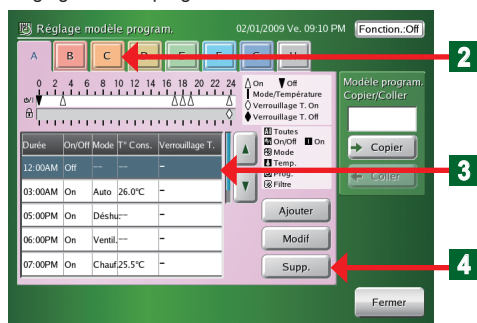 Réglage modèle program.
02/01/2009 Ve. 09:10 PM
Fonction.:Off
A B C
2
0 2 4 6 8 10 12 14 16 18 20 22 24
On Off
Mode/Température
Verrouillage T. On
Verrouillage T. Off
Modèle program.
Copier/Coller
Durée On/Off Mode T° Cons. Verrouillage T.
Toutes
On/Off On
Mode
Temp.
Prog.
Filtre
Copier
Coller
12:00AM Off -- -- -
3
03:00AM On Auto 26.0°C -
05:00PM On Déshu. -- -
Ajouter
06:00PM On Ventil. -- -
Modif
07:00PM On Chauf 25.5°C -
Supp.
4
Fermer